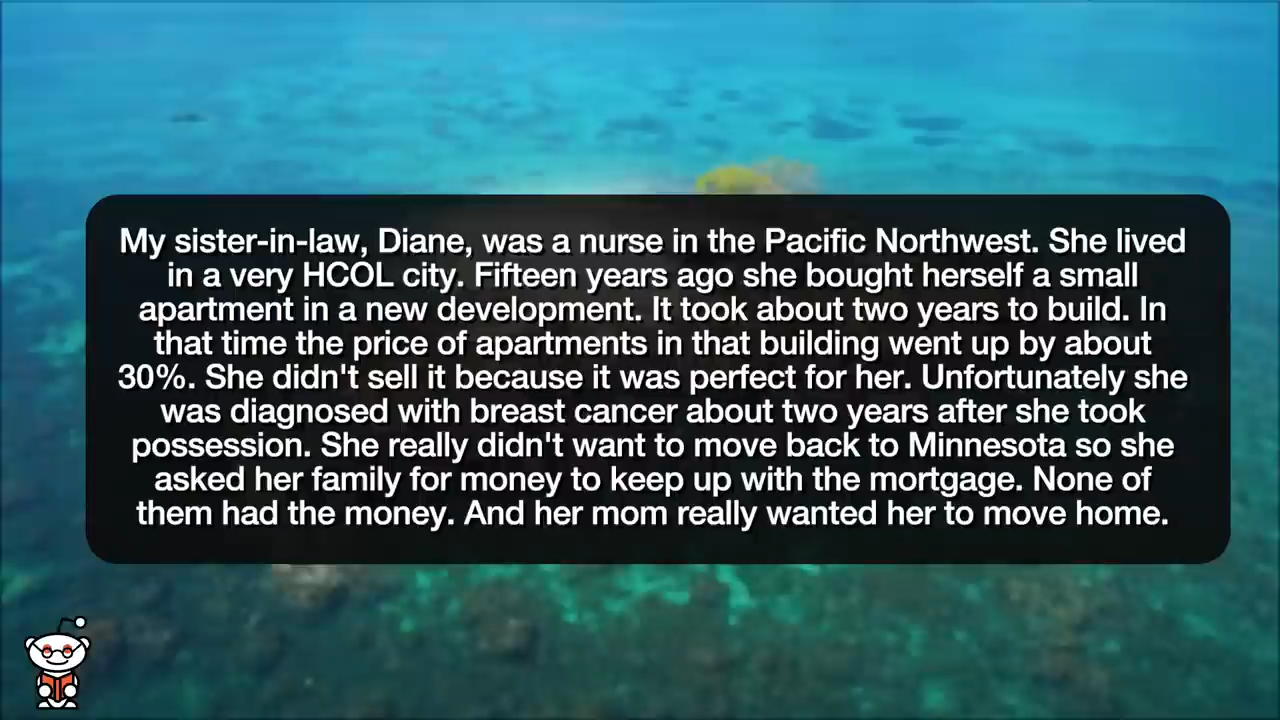 My sister-in-law, Diane, was a nurse in the Pacific Northwest. She lived
in a very HCOL city. Fifteen years ago she bought herself a small
apartment in a new development. It took about two years to build. In
that time the price of apartments in that building went up by about
30%. She didn't sell it because it was perfect for her. Unfortunately she
was diagnosed with breast cancer about two years after she took
possession. She really didn't want to move back to Minnesota so she
asked her family for money to keep up with the mortgage. None of
them had the money. And her mom really wanted her to move home.